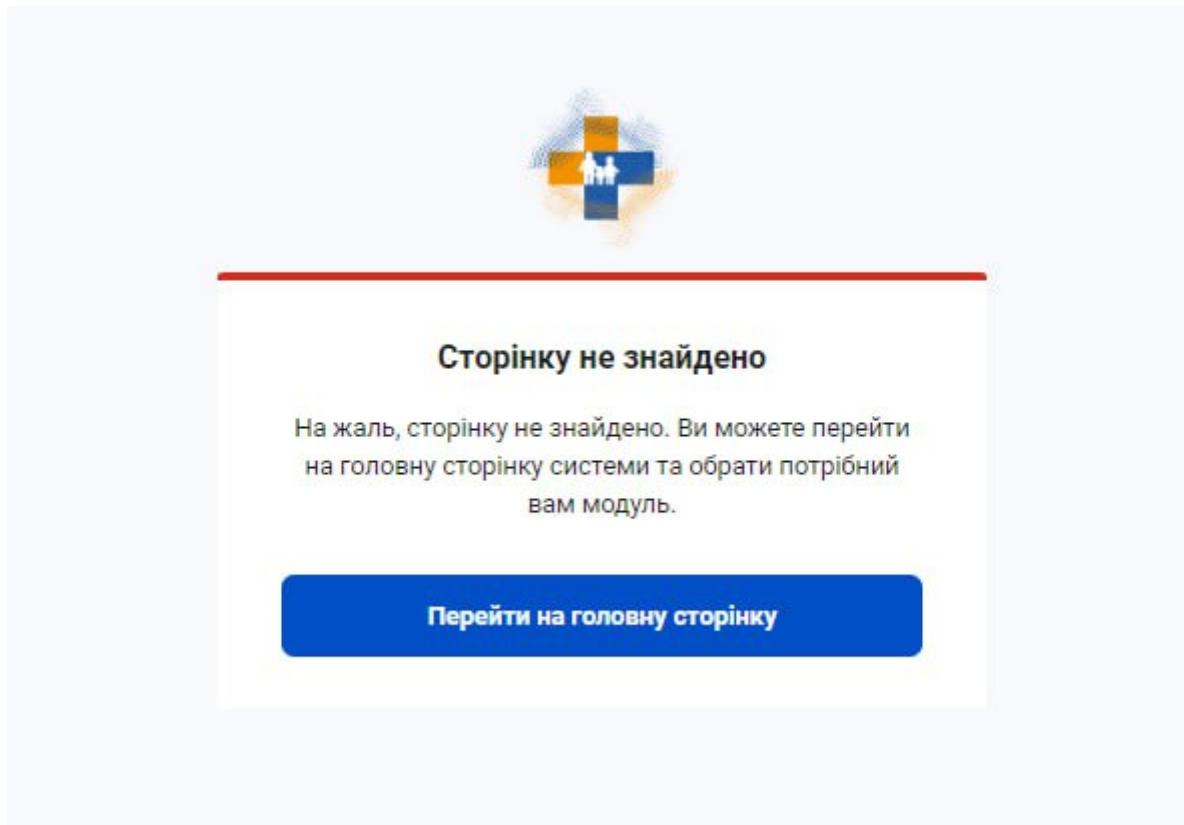 Сторінку не знайдено
На жаль, сторінку не знайдено. Ви можете перейти
на головну сторінку системи та обрати потрібний
вам модуль.
Перейти на головну сторінку